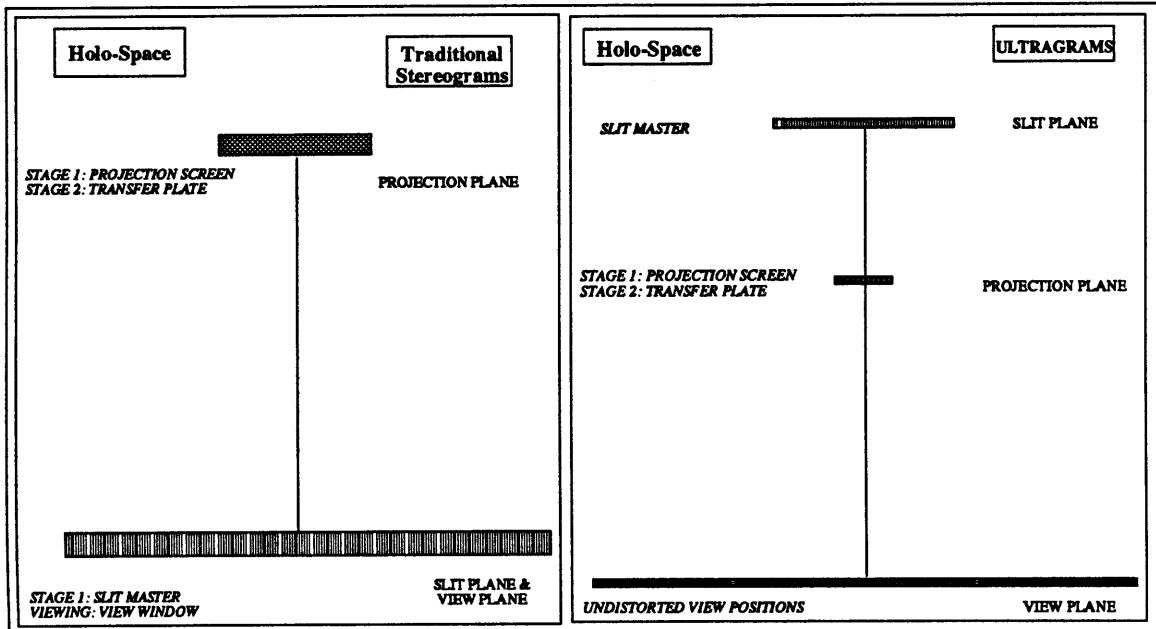 Holo-Space
Traditional
Stereograms
STAGE 1: PROJECTION SCREEN
STAGE 2: TRANSFER PLATE
PROJECTION PLANE
STAGE 1: SLIT MASTER
VIEWING: VIEW WINDOW
SLIT PLANE &
VIEW PLANE
Holo-Space
ULTRAGRAMS
SLIT MASTER
SLIT PLANE
STAGE 1: PROJECTION SCREEN
STAGE 2: TRANSFER PLATE
PROJECTION PLANE
UNDISTORTED VIEW POSITIONS
VIEW PLANE